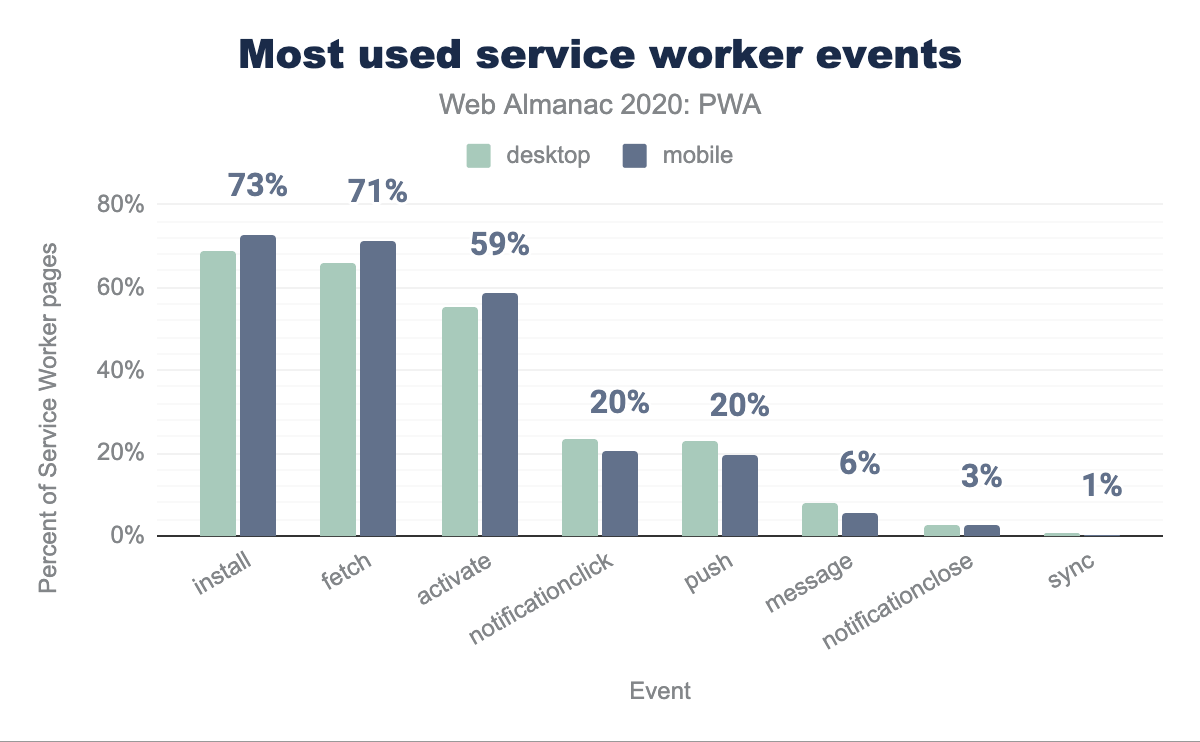 Most used service worker events
Web Almanac 2020: PWA
desktop mobile
73%
71%
59%
20%
20%
6%
3%
1%
80%
60%
40%
20%
0%
Percent of Service Worker pages
install
fetch
activate
notificationclick
push
message
notificationclose
sync
Event